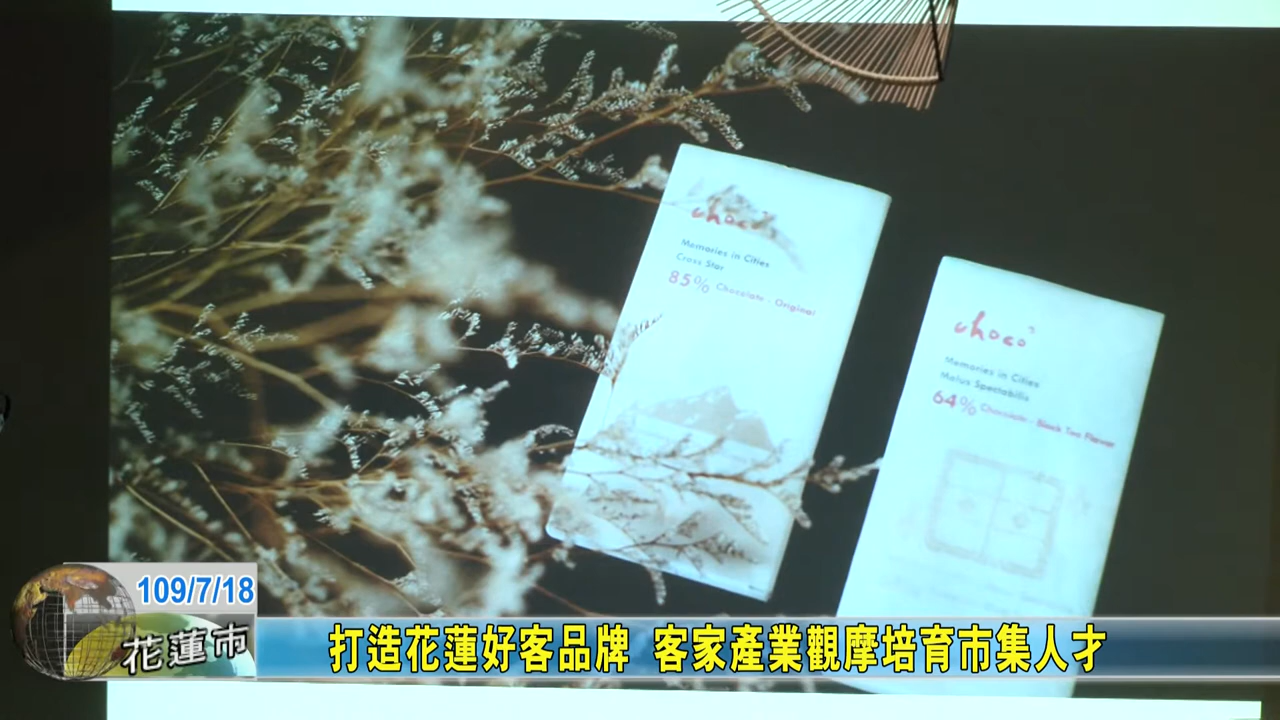 choco
Memories in Cities
Cross Star
85% Chocolate . Original
choco
Memories in Cities
Malus Spectabilis
64% Chocolate . Black Tea Flavor
109/7/18
花蓮市
打造花蓮好客品牌 客家產業觀摩培育市集人才